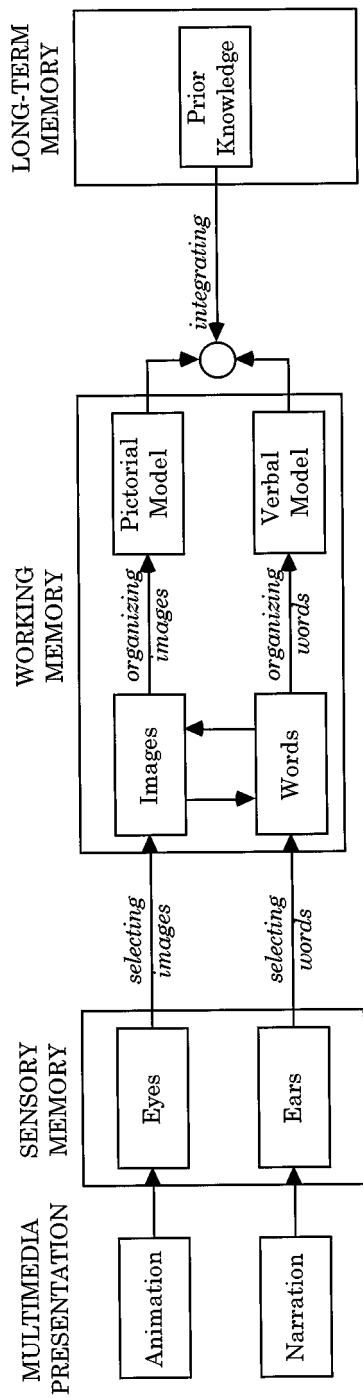 MULTIMEDIA
PRESENTATION
SENSORY
MEMORY
WORKING
MEMORY
LONG-TERM
MEMORY
Animation
Eyes
selecting
images
Images
organizing
images
Pictorial
Model
integrating
Prior
Knowledge
Narration
Ears
selecting
words
Words
organizing
words
Verbal
Model